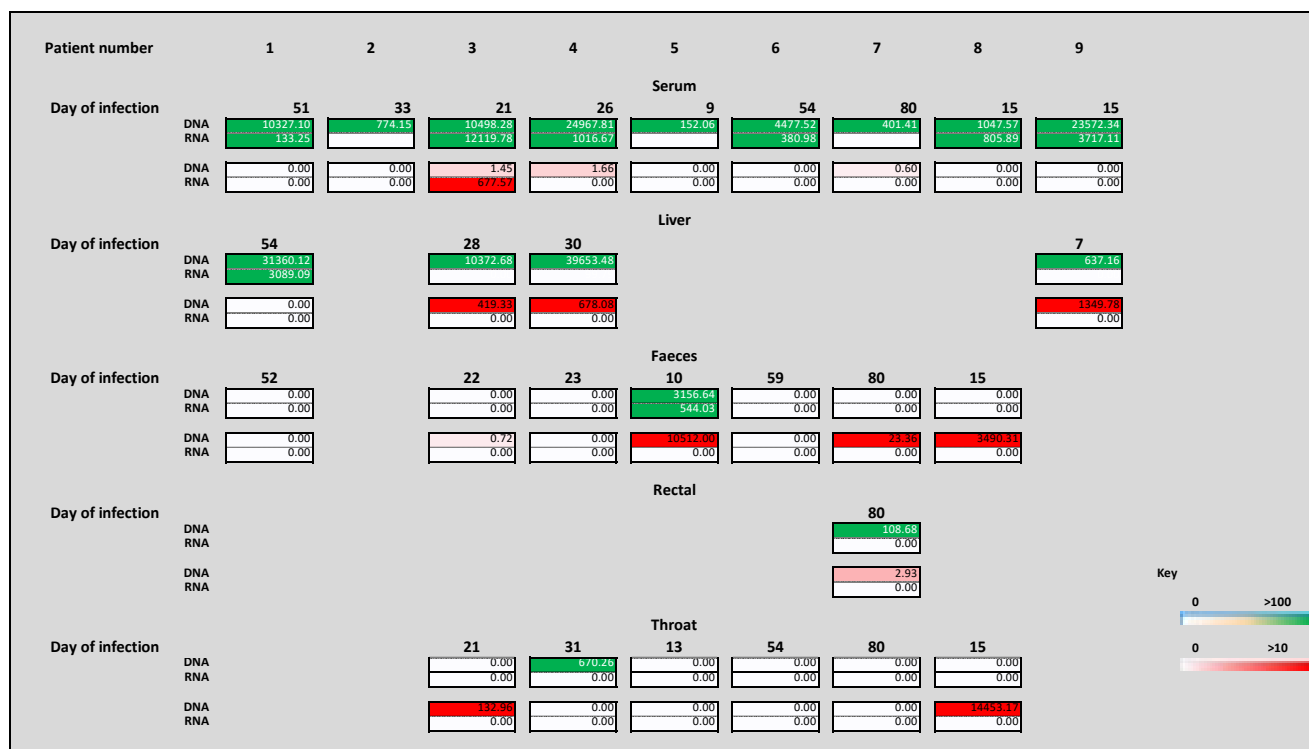 Patient number 1 2 3 4 5 6 7 8 9
Serum
Day of infection 51 33 21 26 9 54 80 15 15
DNA 10327.10 774.15 10498.28 24967.81 152.06 4477.52 401.41 1047.57 23572.34
RNA 133.25 12119.78 1016.67 380.98 805.89 3717.11
DNA 0.00 0.00 1.45 1.66 0.00 0.00 0.60 0.00 0.00
RNA 0.00 0.00 677.57 0.00 0.00 0.00 0.00 0.00 0.00
Liver
Day of infection 54 28 30 7
DNA 31360.12 10372.68 39653.48 637.16
RNA 3089.09
DNA 0.00 419.33 678.08 1349.78
RNA 0.00 0.00 0.00 0.00
Faeces
Day of infection 52 22 23 10 59 80 15
DNA 0.00 0.00 0.00 3156.64 0.00 0.00 0.00
RNA 0.00 0.00 0.00 544.03 0.00 0.00 0.00
DNA 0.00 0.72 0.00 10512.00 0.00 23.36 3490.31
RNA 0.00 0.00 0.00 0.00 0.00 0.00 0.00
Rectal
Day of infection 80
DNA 108.68
RNA 0.00
DNA 2.93
RNA 0.00
Key
0 >100
0 >10
Throat
Day of infection 21 31 13 54 80 15
DNA 0.00 670.26 0.00 0.00 0.00 0.00
RNA 0.00 0.00 0.00 0.00 0.00 0.00
DNA 132.96 0.00 0.00 0.00 0.00 14453.17
RNA 0.00 0.00 0.00 0.00 0.00 0.00